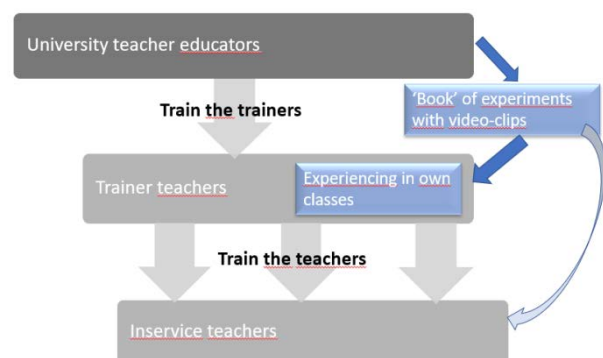 University teacher educators
'Book' of experiments
with video-clips
Train the trainers
Trainer teachers
Experiencing in own
classes
Train the teachers
Inservice teachers